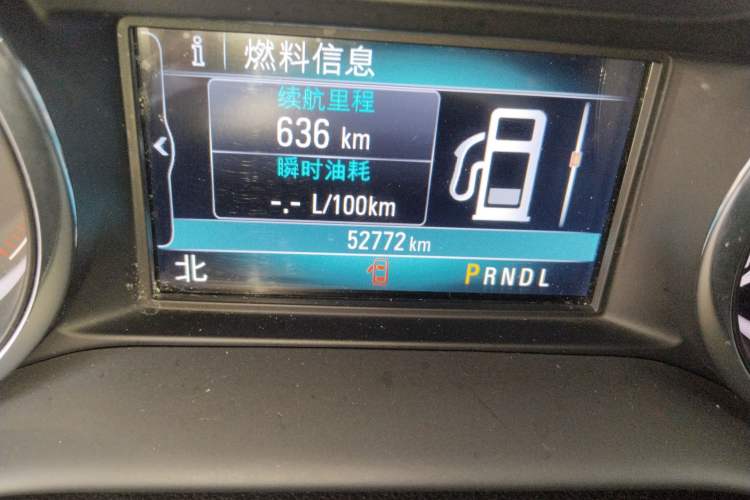 i 燃料信息
续航里程
636 km
瞬时油耗
-.- L/100km
52772 km
北 PRNDL